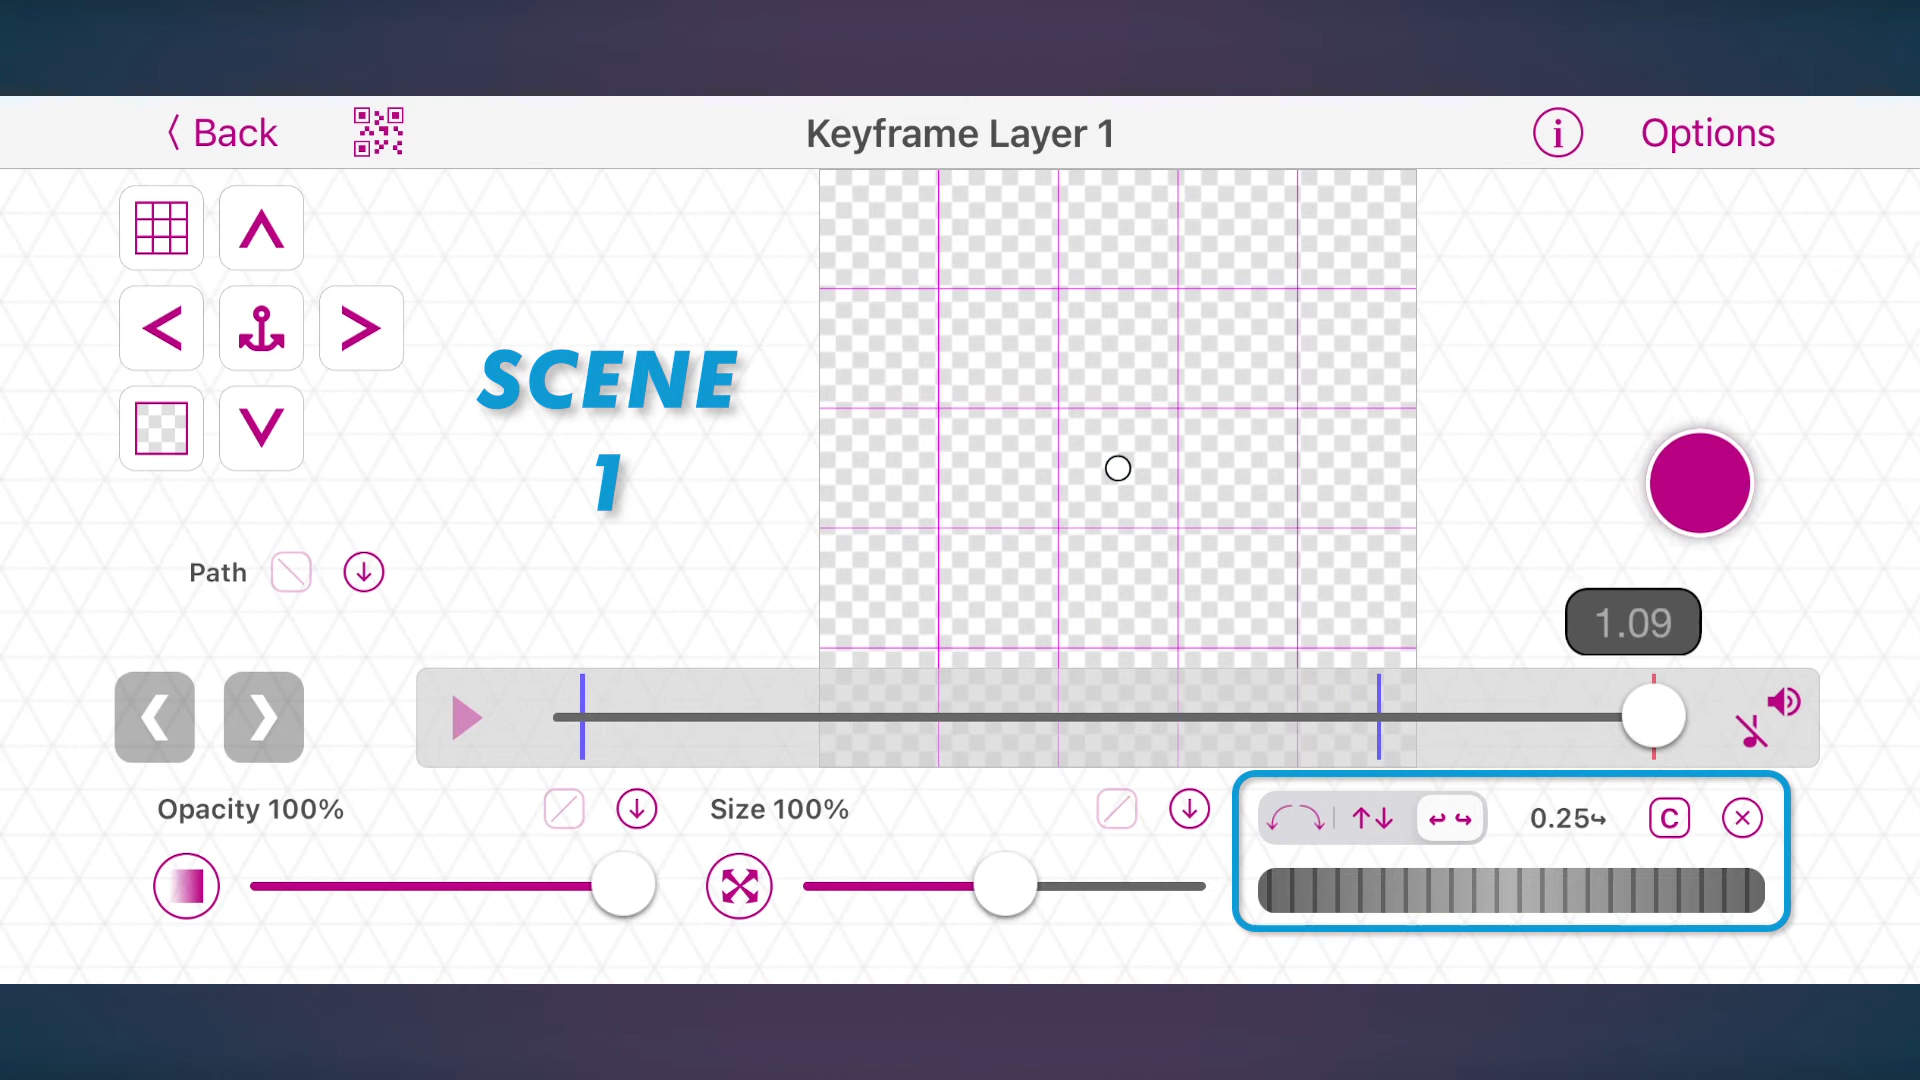 Back
Keyframe Layer 1
Options
SCENE
1
Path
1.09
Opacity 100%
Size 100%
0.25
C